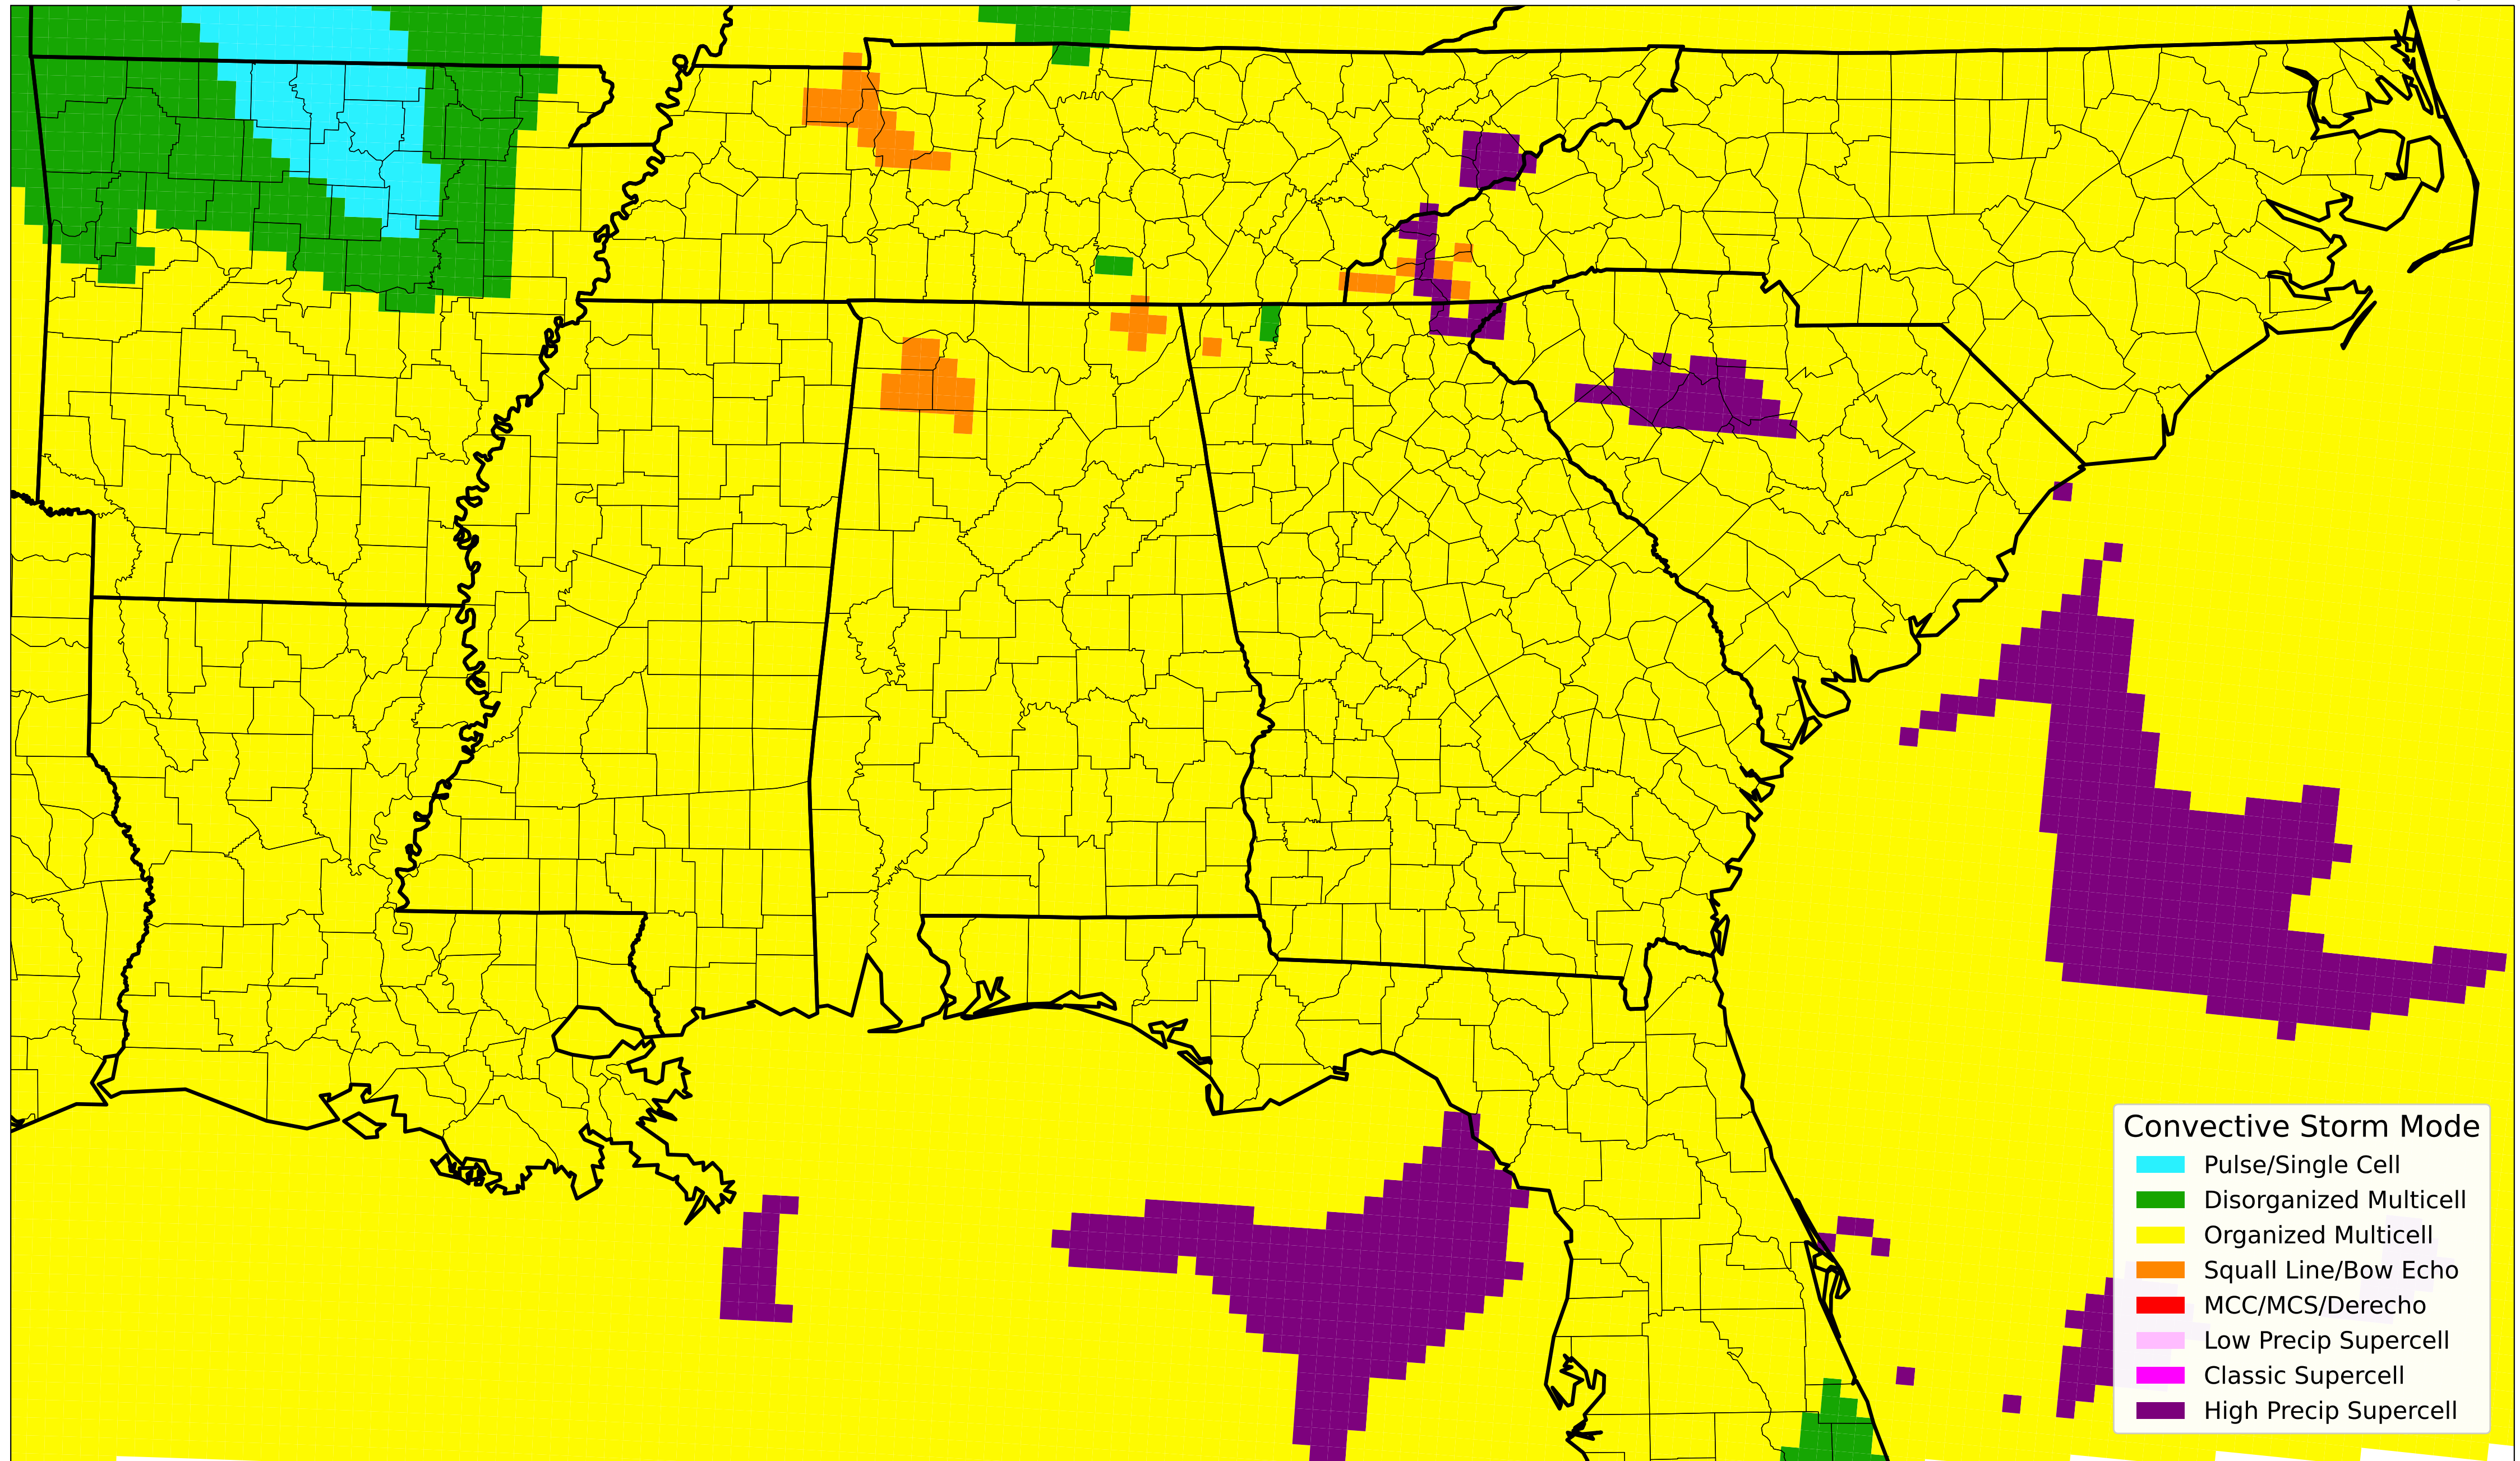 Convective Storm Mode
Pulse/Single Cell
Disorganized Multicell
Organized Multicell
Squall Line/Bow Echo
MCC/MCS/Derecho
Low Precip Supercell
Classic Supercell
High Precip Supercell